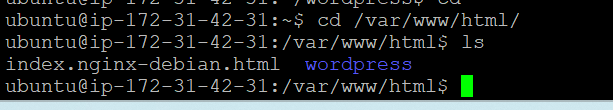 ubuntu@ip-172-31-42-31:~$ cd /var/www/html/
ubuntu@ip-172-31-42-31:/var/www/html$ ls
index.nginx-debian.html  wordpress
ubuntu@ip-172-31-42-31:/var/www/html$